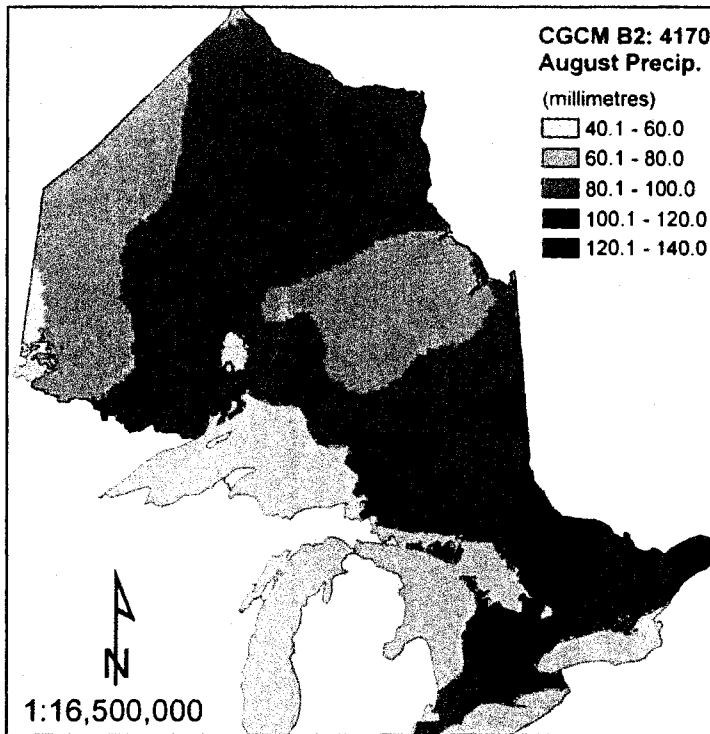 CGCM B2: 4170
August Precip.
(millimetres)
40.1 - 60.0
60.1 - 80.0
80.1 - 100.0
100.1 - 120.0
120.1 - 140.0
N
1:16,500,000